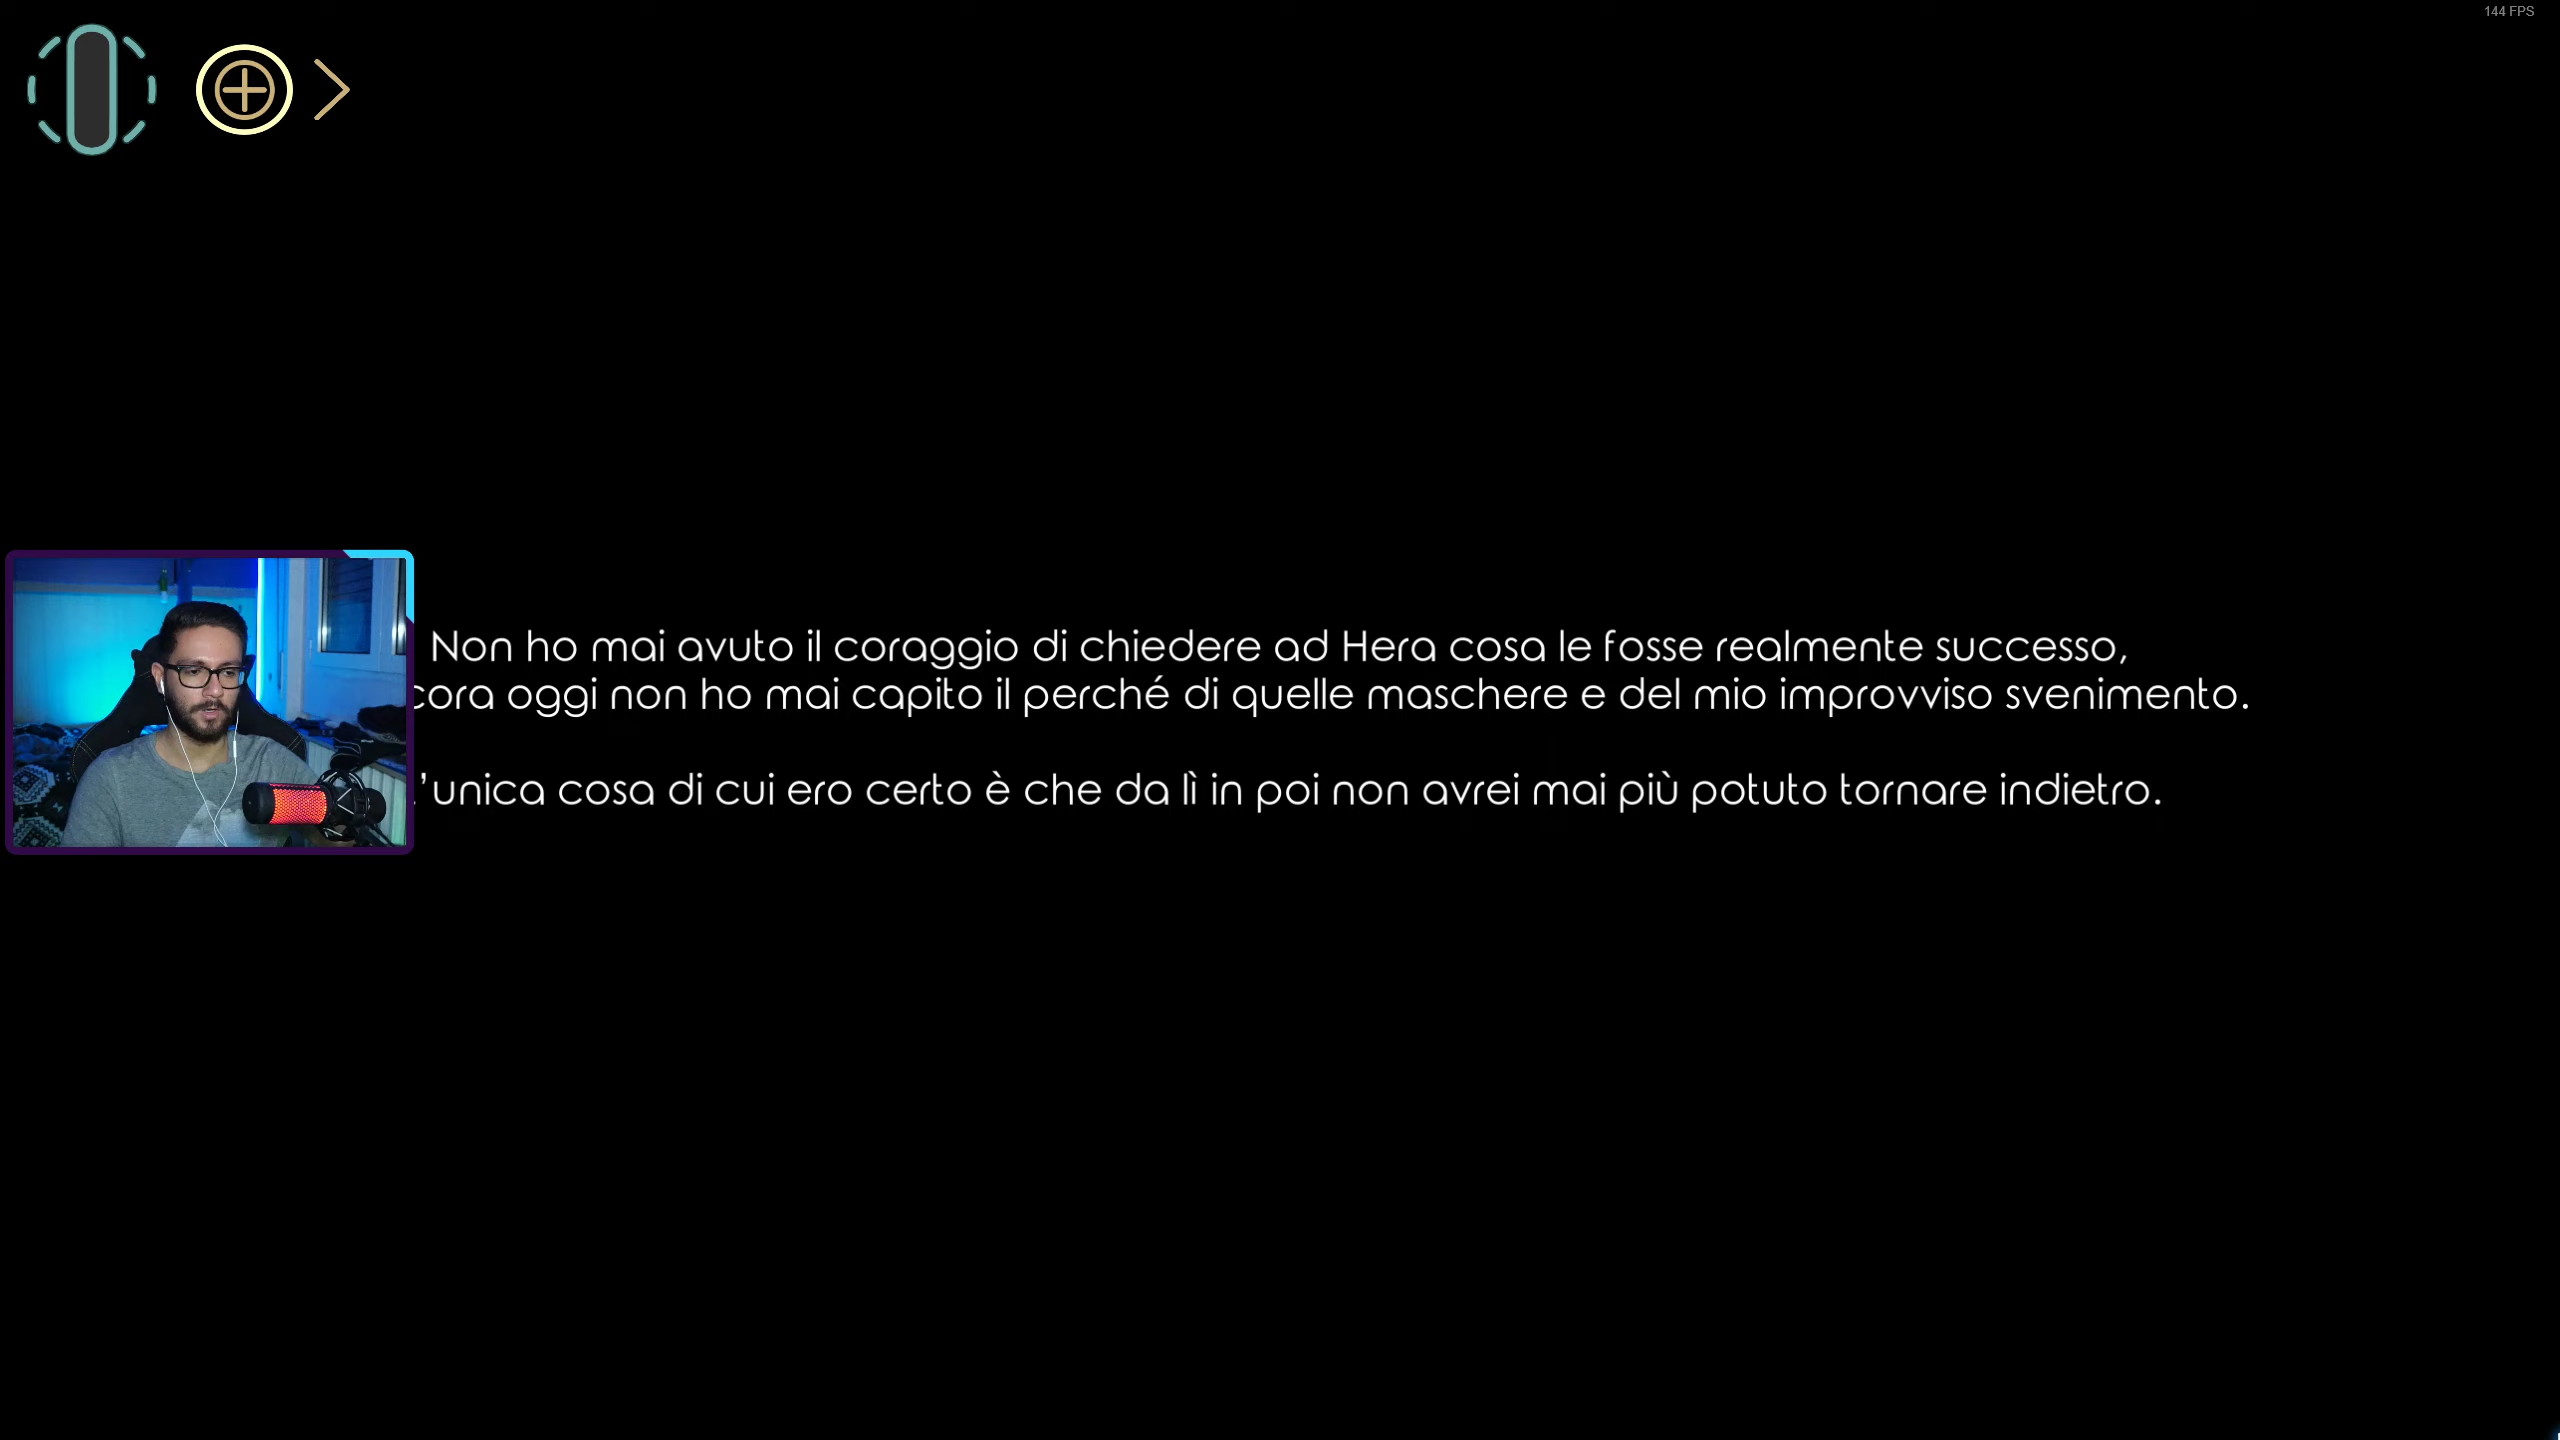 144 FPS
Non ho mai avuto il coraggio di chiedere ad Hera cosa le fosse realmente successo,
cora oggi non ho mai capito il perché di quelle maschere e del mio improvviso svenimento.
'unica cosa di cui ero certo è che da lì in poi non avrei mai più potuto tornare indietro.